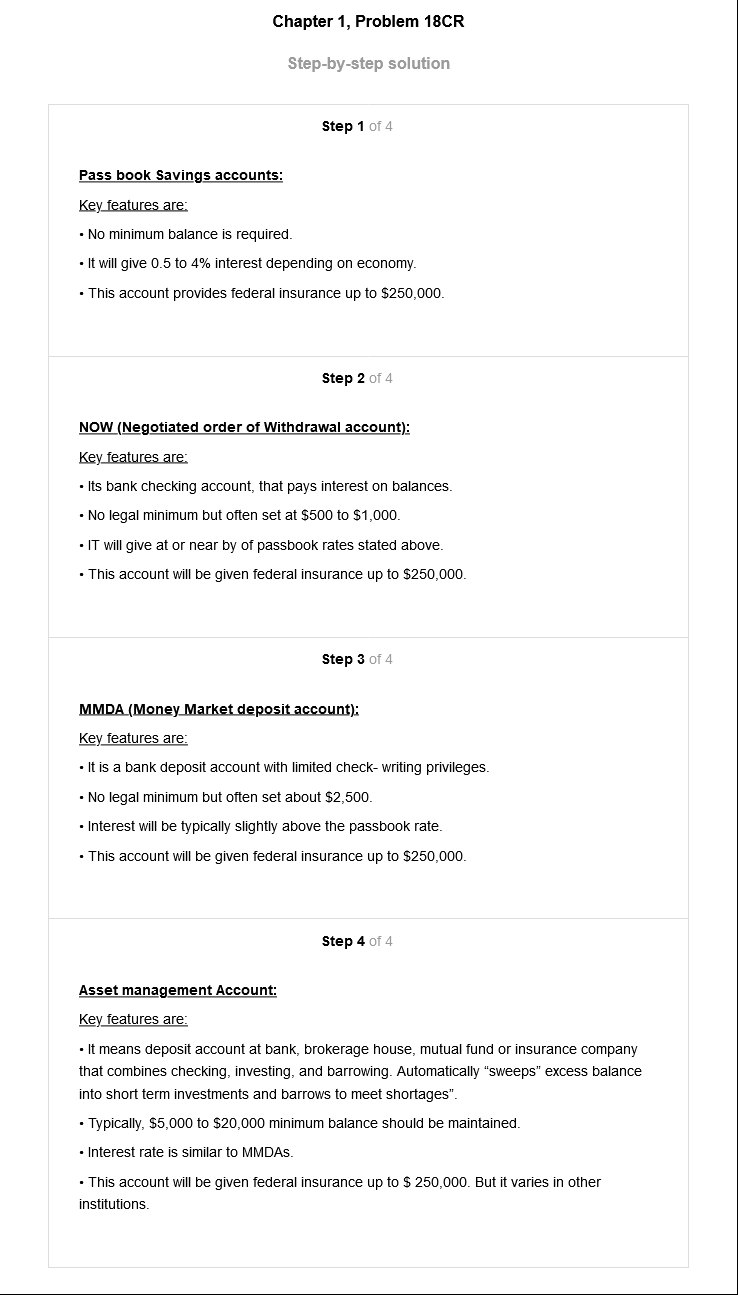 Chapter 1, Problem 18CR
Step-by-step solution
Step 1 of 4
Pass book Savings accounts:
Key features are:
• No minimum balance is required.
• It will give 0.5 to 4% interest depending on economy.
• This account provides federal insurance up to $250,000.
Step 2 of 4
NOW (Negotiated order of Withdrawal account):
Key features are:
• Its bank checking account, that pays interest on balances.
• No legal minimum but often set at $500 to $1,000.
• IT will give at or near by of passbook rates stated above.
• This account will be given federal insurance up to $250,000.
Step 3 of 4
MMDA (Money Market deposit account):
Key features are:
• It is a bank deposit account with limited check- writing privileges.
• No legal minimum but often set about $2,500.
• Interest will be typically slightly above the passbook rate.
• This account will be given federal insurance up to $250,000.
Step 4 of 4
Asset management Account:
Key features are:
• It means deposit account at bank, brokerage house, mutual fund or insurance company
that combines checking, investing, and barrowing. Automatically “sweeps” excess balance
into short term investments and barrows to meet shortages”.
• Typically, $5,000 to $20,000 minimum balance should be maintained.
• Interest rate is similar to MMDAs.
• This account will be given federal insurance up to $ 250,000. But it varies in other
institutions.